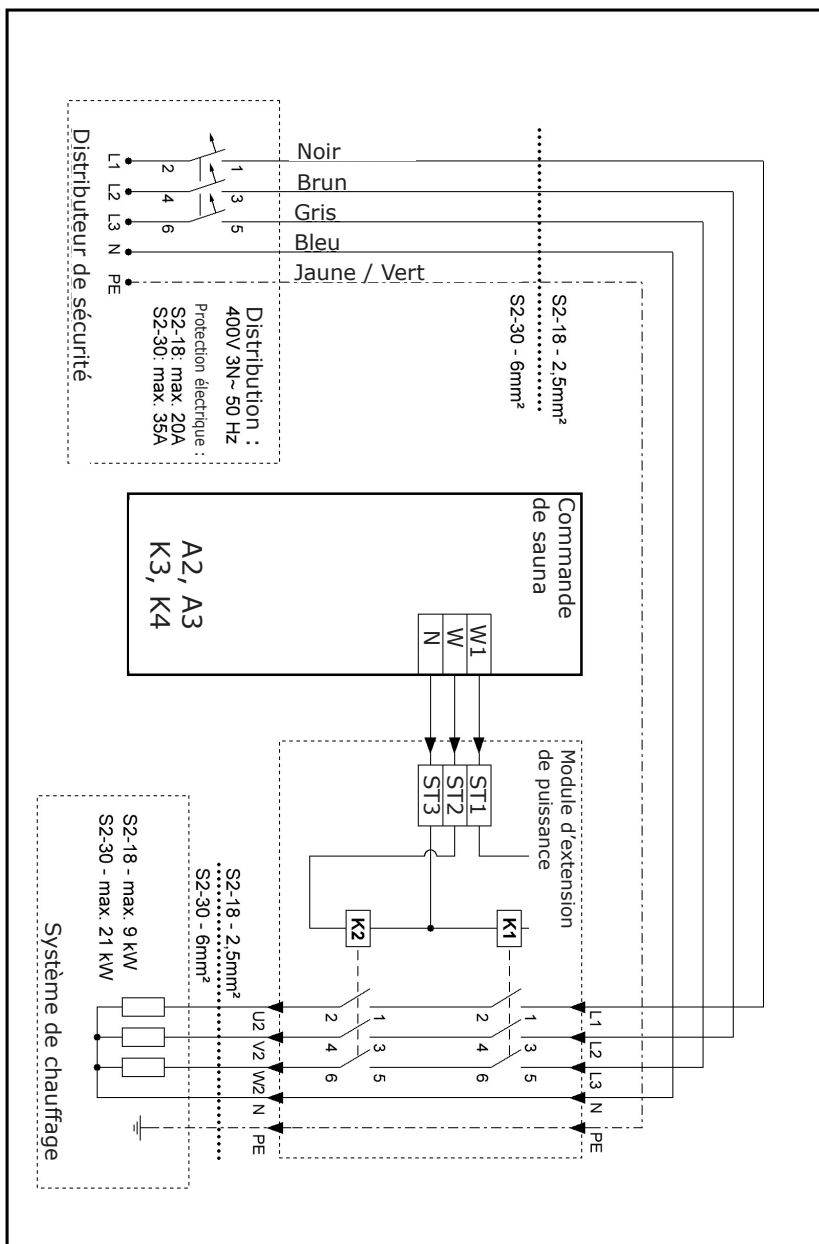 Noir
Brun
Gris
Bleu
Jaune / Vert
Distributeur de sécurité
L1
L2
L3
N
PE
2
4
6
1
3
5
Distribution :
400V 3N~ 50 Hz
Protection électrique :
S2-18: max. 20A
S2-30: max. 35A
S2-18 - 2,5mm²
S2-30 - 6mm²
Commande
de sauna
A2, A3
K3, K4
W1
W
N
Module d'extension
de puissance
ST1
ST2
ST3
K1
K2
L1
L2
L3
N
PE
1
3
5
2
4
6
1
3
5
2
4
6
U2
V2
W2
N
PE
S2-18 - 2,5mm²
S2-30 - 6mm²
S2-18 - max. 9 kW
S2-30 - max. 21 kW
Système de chauffage